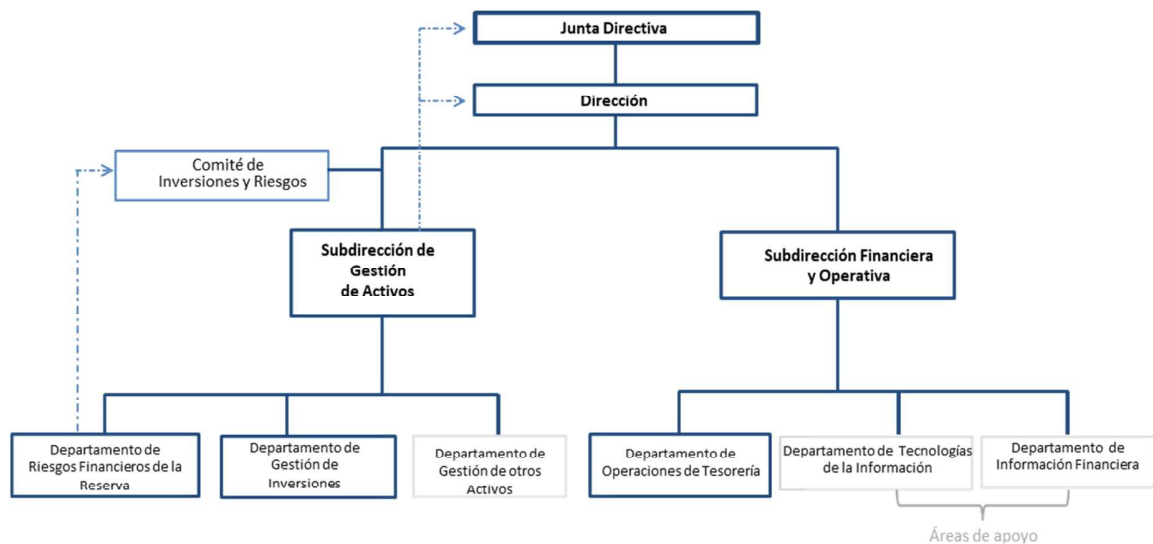 Junta Directiva
Dirección
Comité de
Inversiones y Riesgos
Subdirección de
Gestión
de Activos
Subdirección Financiera
y Operativa
Departamento de
Riesgos Financieros de la
Reserva
Departamento de
Gestión de
Inversiones
Departamento de
Gestión de otros
Activos
Departamento de
Operaciones de Tesorería
Departamento de Tecnologías
de la Información
Departamento de
Información Financiera
Áreas de apoyo